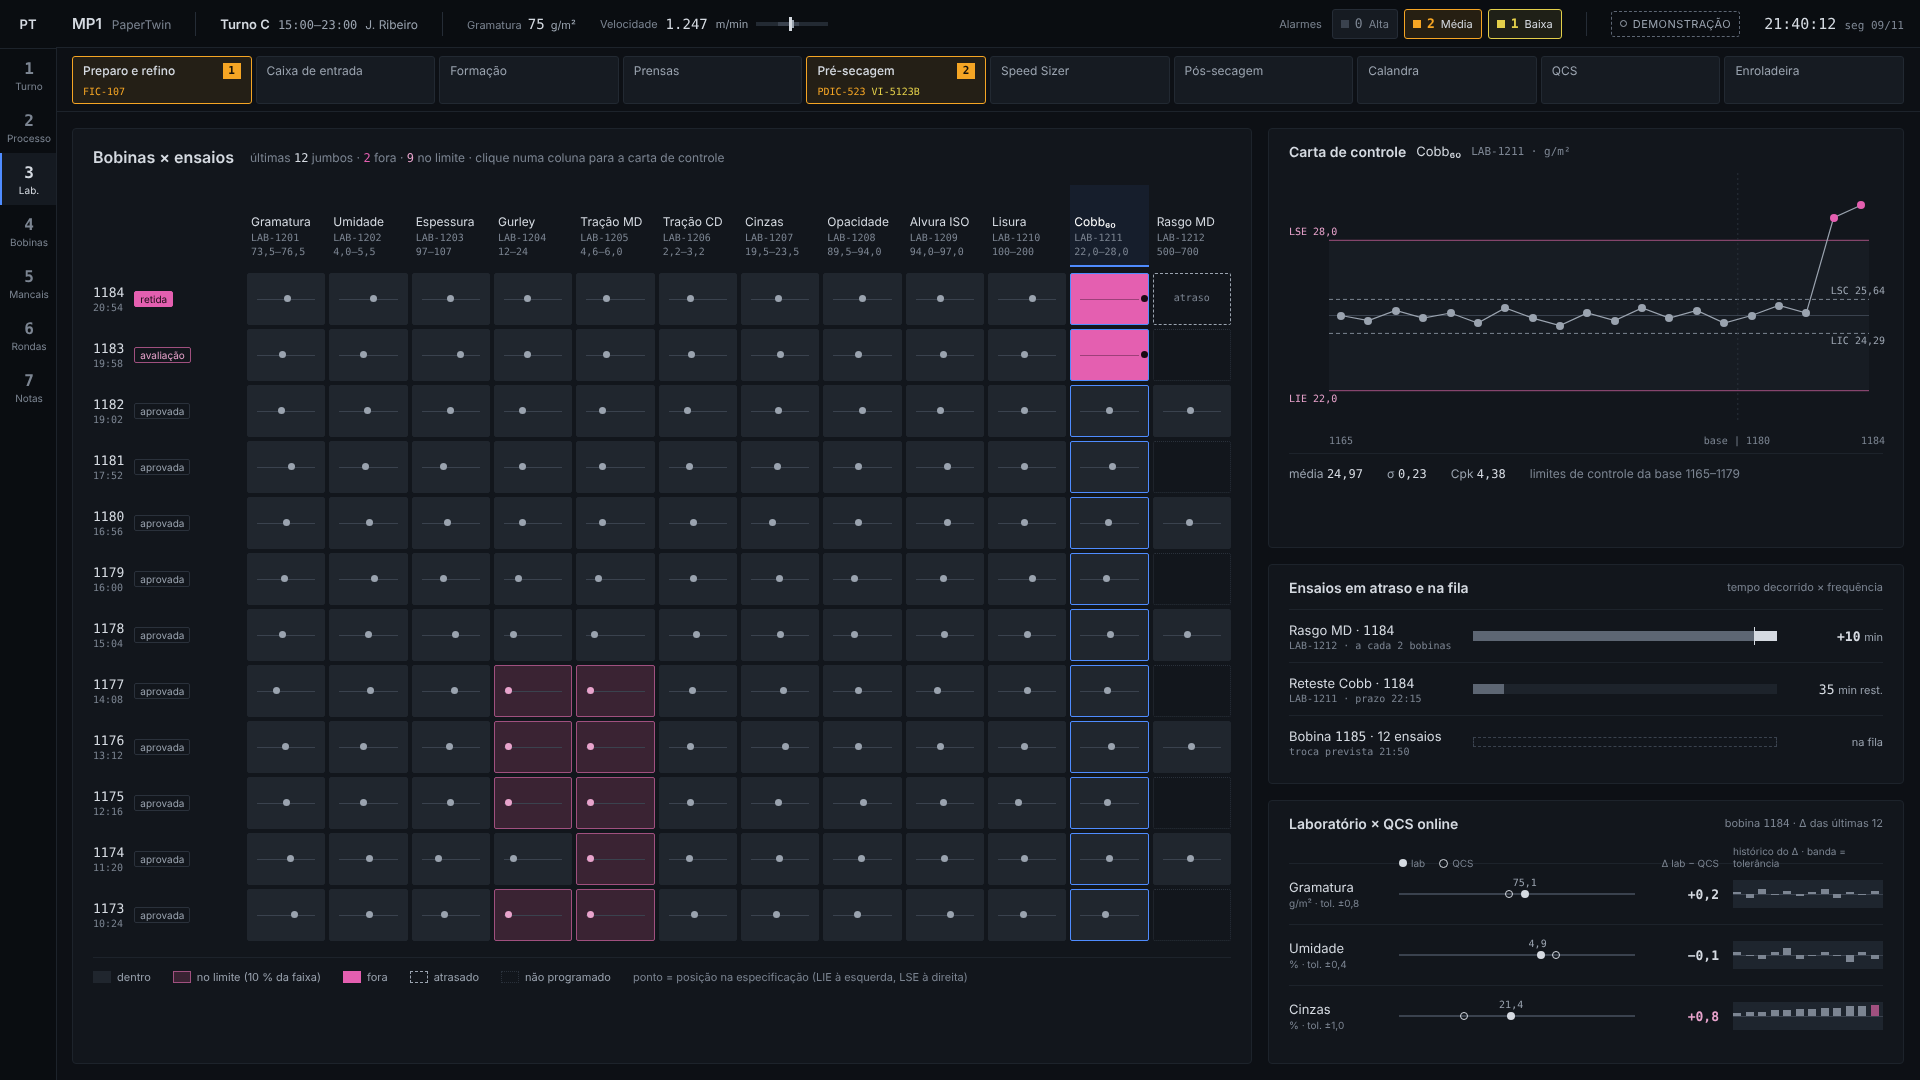 PT
MP1 PaperTwin
Turno C 15:00–23:00 J. Ribeiro
Gramatura 75 g/m²
Velocidade 1.247 m/min
Alarmes
0 Alta
2 Média
1 Baixa
DEMONSTRAÇÃO
21:40:12 seg 09/11
1
Turno
2
Processo
3
Lab.
4
Bobinas
5
Mancais
6
Rondas
7
Notas
Preparo e refino 1
FIC-107
Caixa de entrada
Formação
Prensas
Pré-secagem 2
PDIC-523 VI-5123B
Speed Sizer
Pós-secagem
Calandra
QCS
Enroladeira
Bobinas × ensaios
últimas 12 jumbos · 2 fora · 9 no limite · clique numa coluna para a carta de controle
Gramatura
LAB-1201
73,5–76,5
Umidade
LAB-1202
4,0–5,5
Espessura
LAB-1203
97–107
Gurley
LAB-1204
12–24
Tração MD
LAB-1205
4,6–6,0
Tração CD
LAB-1206
2,2–3,2
Cinzas
LAB-1207
19,5–23,5
Opacidade
LAB-1208
89,5–94,0
Alvura ISO
LAB-1209
94,0–97,0
Lisura
LAB-1210
100–200
Cobb₆₀
LAB-1211
22,0–28,0
Rasgo MD
LAB-1212
500–700
1184
20:54
retida
atraso
1183
19:58
avaliação
1182
19:02
aprovada
1181
17:52
aprovada
1180
16:56
aprovada
1179
16:00
aprovada
1178
15:04
aprovada
1177
14:08
aprovada
1176
13:12
aprovada
1175
12:16
aprovada
1174
11:20
aprovada
1173
10:24
aprovada
dentro
no limite (10 % da faixa)
fora
atrasado
não programado
ponto = posição na especificação (LIE à esquerda, LSE à direita)
Carta de controle Cobb₆₀ LAB-1211 · g/m²
LSE 28,0
LSC 25,64
LIC 24,29
LIE 22,0
1165
base | 1180
1184
média 24,97
σ 0,23
Cpk 4,38
limites de controle da base 1165–1179
Ensaios em atraso e na fila
tempo decorrido × frequência
Rasgo MD · 1184
LAB-1212 · a cada 2 bobinas
+10 min
Reteste Cobb · 1184
LAB-1211 · prazo 22:15
35 min rest.
Bobina 1185 · 12 ensaios
troca prevista 21:50
na fila
Laboratório × QCS online
bobina 1184 · Δ das últimas 12
lab
QCS
Δ lab − QCS
histórico do Δ · banda =
tolerância
Gramatura
g/m² · tol. ±0,8
75,1
+0,2
Umidade
% · tol. ±0,4
4,9
−0,1
Cinzas
% · tol. ±1,0
21,4
+0,8